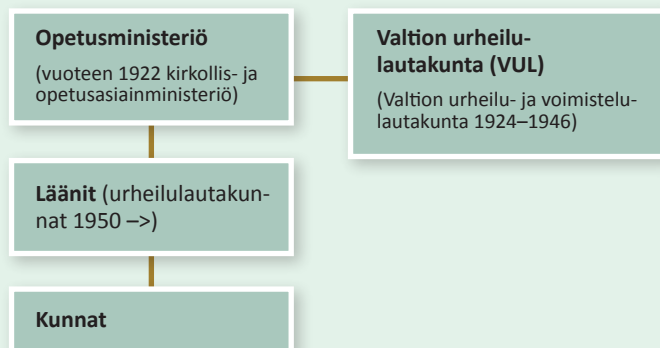 Opetusministeriö
(vuoteen 1922 kirkollis- ja
opetusasiainministeriö)
Valtion urheilu-
lautakunta (VUL)
(Valtion urheilu- ja voimistelu-
lautakunta 1924–1946)
Läänit (urheilulautakun-
nat 1950 –>)
Kunnat